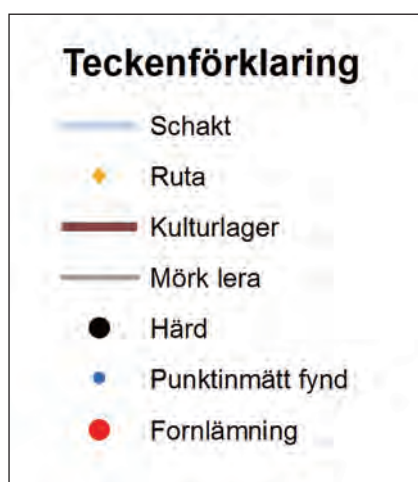 Teckenförklaring
Schakt
Ruta
Kulturlager
Mörk lera
Härd
Punktinmätt fynd
Fornlämning